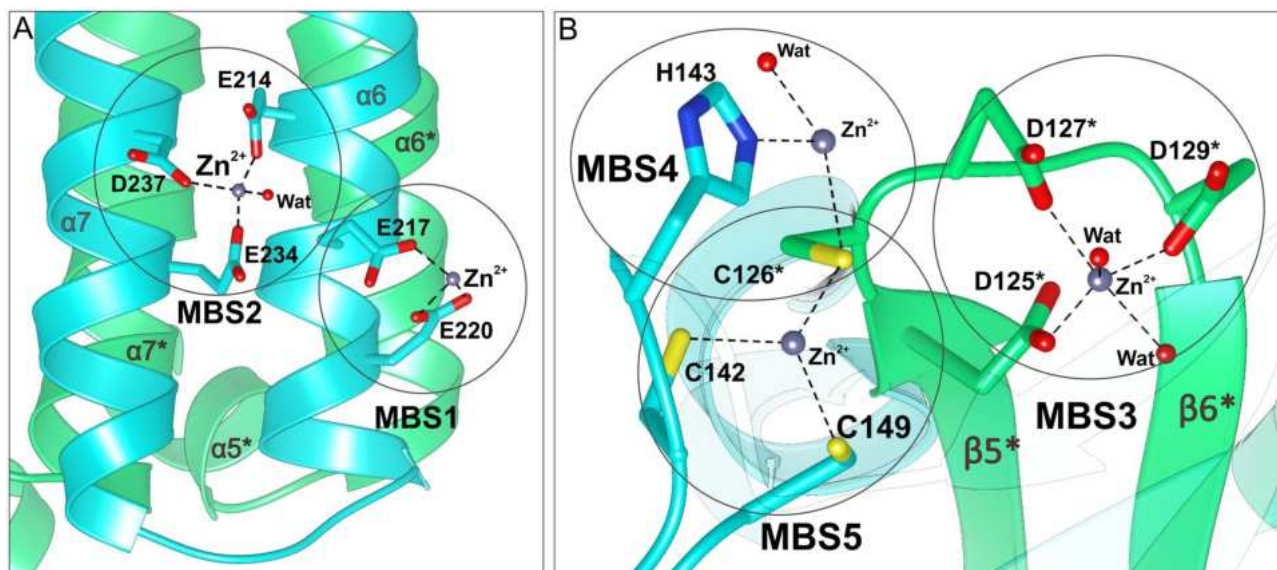 A
E214
α6
α6*
Zn²⁺
D237
Wat
α7
E217
E234
Zn²⁺
MBS2
E220
α7*
MBS1
α5*
B
Wat
H143
Zn²⁺
D127*
D129*
MBS4
Wat
C126*
Zn²⁺
D125*
Zn²⁺
C142
Wat
C149
MBS3
β6*
β5*
MBS5